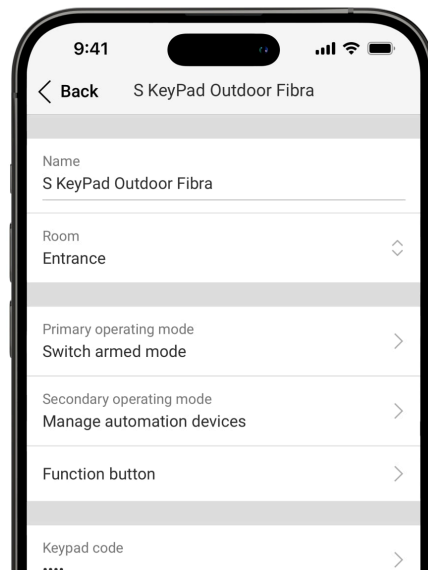 9:41
Back S KeyPad Outdoor Fibra
Name
S KeyPad Outdoor Fibra
Room
Entrance
Primary operating mode
Switch armed mode
Secondary operating mode
Manage automation devices
Function button
Keypad code